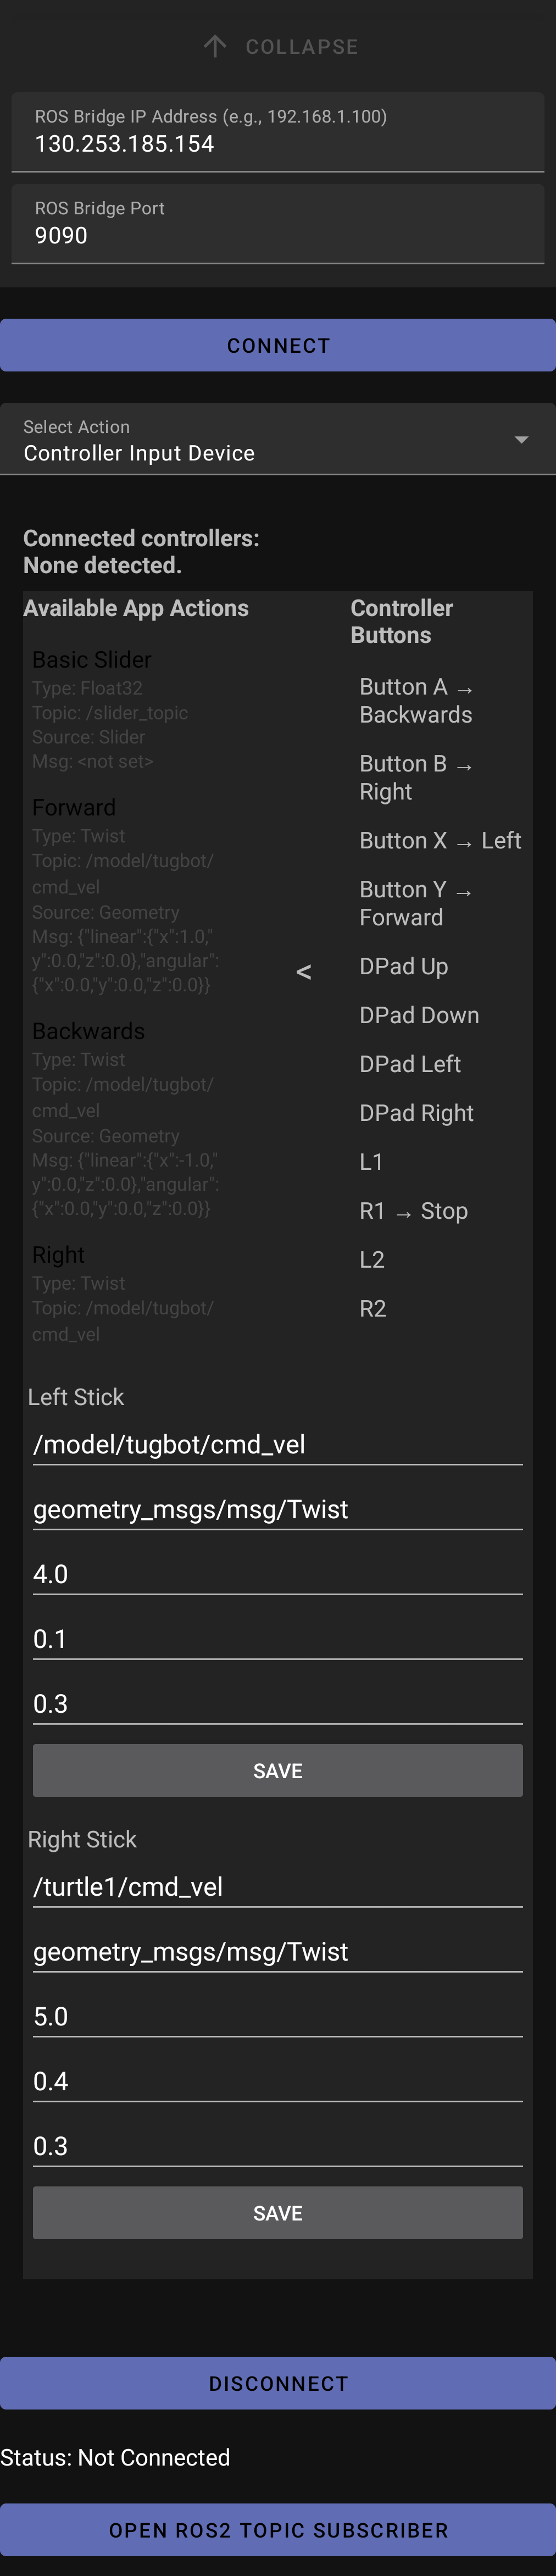 COLLAPSE
ROS Bridge IP Address (e.g., 192.168.1.100)
130.253.185.154
ROS Bridge Port
9090
CONNECT
Select Action
Controller Input Device
Connected controllers:
None detected.
Available App Actions
Basic Slider
Type: Float32
Topic: /slider_topic
Source: Slider
Msg: <not set>
Forward
Type: Twist
Topic: /model/tugbot/
cmd_vel
Source: Geometry
Msg: {"linear":{"x":1.0,"
y":0.0,"z":0.0},"angular":
{"x":0.0,"y":0.0,"z":0.0}}
Backwards
Type: Twist
Topic: /model/tugbot/
cmd_vel
Source: Geometry
Msg: {"linear":{"x":-1.0,"
y":0.0,"z":0.0},"angular":
{"x":0.0,"y":0.0,"z":0.0}}
Right
Type: Twist
Topic: /model/tugbot/
cmd_vel
<
Controller
Buttons
Button A →
Backwards
Button B →
Right
Button X → Left
Button Y →
Forward
DPad Up
DPad Down
DPad Left
DPad Right
L1
R1 → Stop
L2
R2
Left Stick
/model/tugbot/cmd_vel
geometry_msgs/msg/Twist
4.0
0.1
0.3
SAVE
Right Stick
/turtle1/cmd_vel
geometry_msgs/msg/Twist
5.0
0.4
0.3
SAVE
DISCONNECT
Status: Not Connected
OPEN ROS2 TOPIC SUBSCRIBER